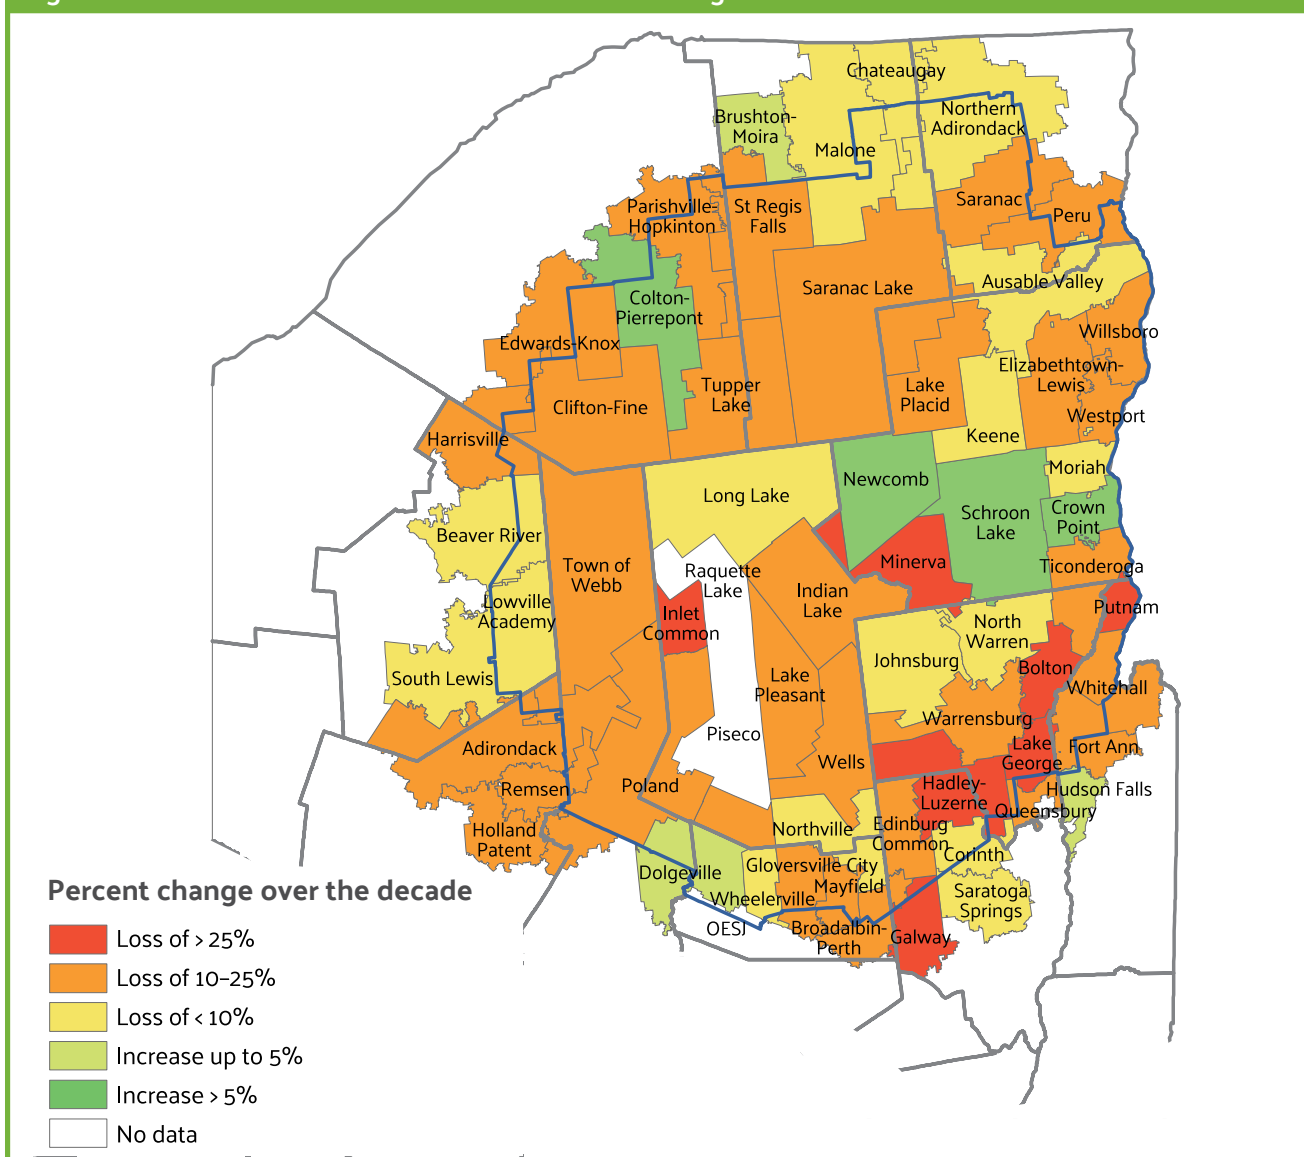 Chateaugay
Northern
Adirondack
Brushton-
Moira
Malone
Saranac
Peru
Parishville-
Hopkinton
St Regis
Falls
Ausable Valley
Saranac Lake
Colton-
Pierrepont
Willsboro
Edwards-Knox
Elizabethtown-
Lewis
Clifton-Fine
Tupper
Lake
Lake
Placid
Westport
Keene
Harrisville
Moriah
Newcomb
Long Lake
Crown
Point
Schroon
Lake
Beaver River
Minerva
Ticonderoga
Town of
Webb
Raquette
Lake
Indian
Lake
Lowville
Academy
Inlet
Common
Putnam
North
Warren
Johnsburg
Bolton
South Lewis
Lake
Pleasant
Whitehall
Warrensburg
Piseco
Adirondack
Lake
George
Fort Ann
Wells
Poland
Remsen
Hadley-
Luzerne
Hudson Falls
Queensbury
Holland
Patent
Northville
Edinburg
Common
Corinth
Dolgeville
Gloversville City
Mayfield
Wheelerville
Saratoga
Springs
OESJ
Broadalbin-
Perth
Galway
Percent change over the decade
Loss of > 25%
Loss of 10–25%
Loss of < 10%
Increase up to 5%
Increase > 5%
No data